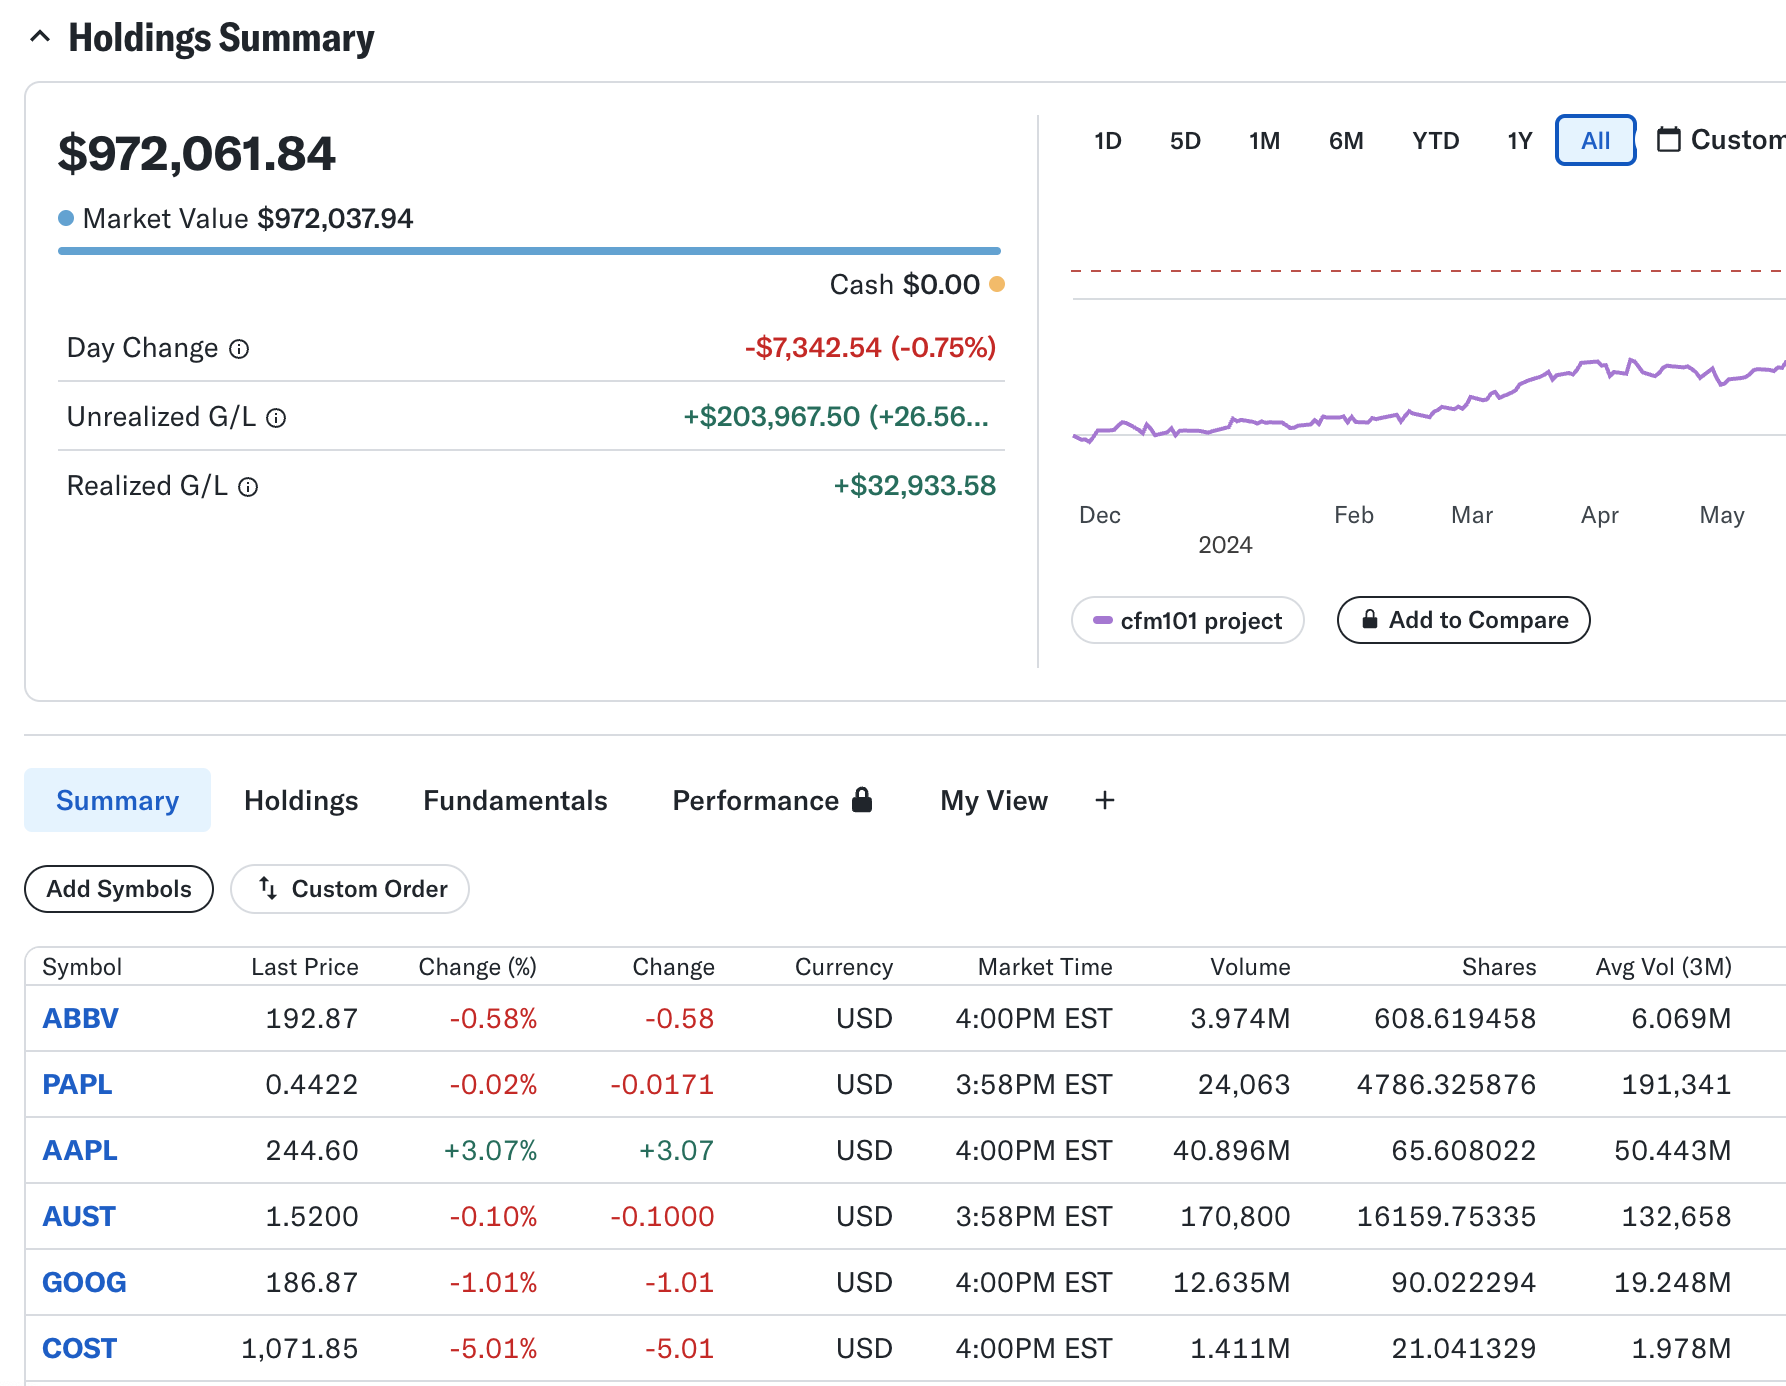 Holdings Summary
$972,061.84
Market Value $972,037.94
Cash $0.00
Day Change -$7,342.54 (-0.75%)
Unrealized G/L +$203,967.50 (+26.56...
Realized G/L +$32,933.58
1D 5D 1M 6M YTD 1Y All Custom
Dec Feb Mar Apr May
2024
cfm101 project Add to Compare
Summary Holdings Fundamentals Performance My View +
Add Symbols Custom Order
Symbol Last Price Change (%) Change Currency Market Time Volume Shares Avg Vol (3M)
ABBV 192.87 -0.58% -0.58 USD 4:00PM EST 3.974M 608.619458 6.069M
PAPL 0.4422 -0.02% -0.0171 USD 3:58PM EST 24,063 4786.325876 191,341
AAPL 244.60 +3.07% +3.07 USD 4:00PM EST 40.896M 65.608022 50.443M
AUST 1.5200 -0.10% -0.1000 USD 3:58PM EST 170,800 16159.75335 132,658
GOOG 186.87 -1.01% -1.01 USD 4:00PM EST 12.635M 90.022294 19.248M
COST 1,071.85 -5.01% -5.01 USD 4:00PM EST 1.411M 21.041329 1.978M